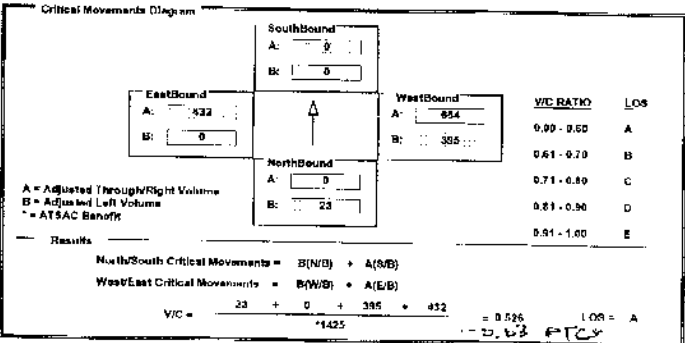 Critical Movements Diagram
SouthBound
A: 0
B: 0
EastBound
A: 432
B: 0
WestBound
A: 654
B: 395
NorthBound
A: 0
B: 23
V/C RATIO LOS
0.00 - 0.60 A
0.61 - 0.70 B
0.71 - 0.80 C
0.81 - 0.90 D
0.91 - 1.00 E
A = Adjusted Through/Right Volume
B = Adjusted Left Volume
* = ATSAC Benefit
Results
North/South Critical Movements = B(N/B) + A(S/B)
West/East Critical Movements = B(W/B) + A(E/B)
V/C = 23 + 0 + 395 + 432 = 0.526 LOS = A
*1425